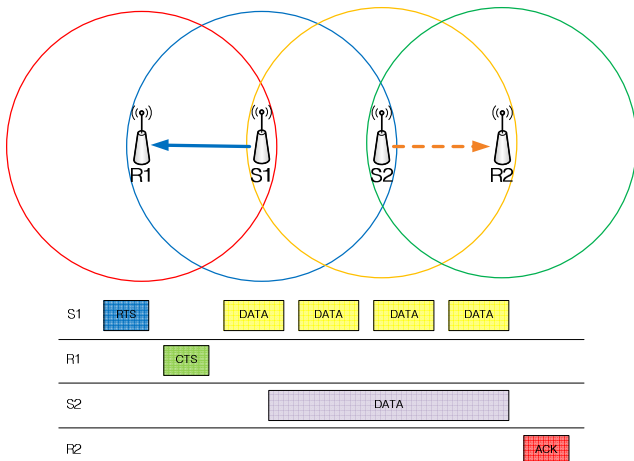 R1 S1 S2 R2
S1 RTS DATA DATA DATA DATA
R1 CTS
S2 DATA
R2 ACK